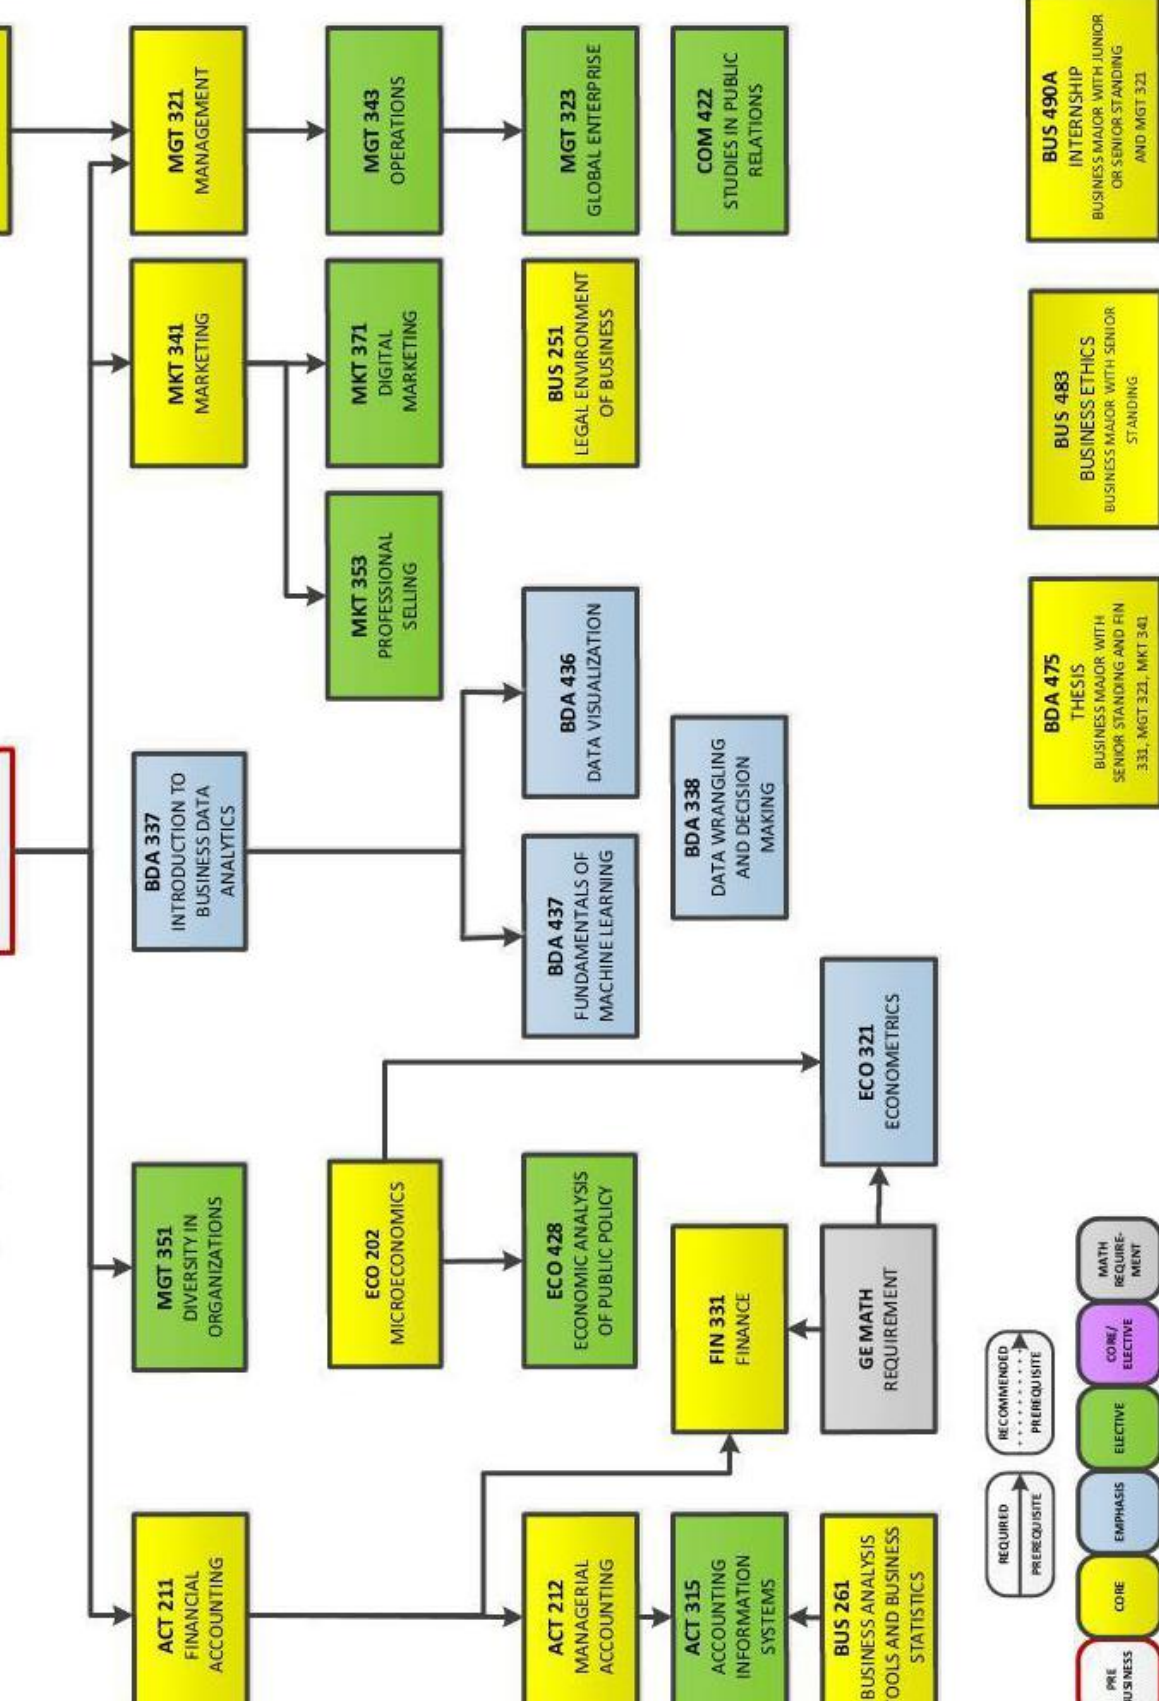 MGT 321
MANAGEMENT
MGT 343
OPERATIONS
MGT 323
GLOBAL ENTERPRISE
COM 422
STUDIES IN PUBLIC
RELATIONS
BUS 490A
INTERNSHIP
BUSINESS MAJOR WITH JUNIOR
OR SENIOR STANDING
AND MGT 321
MKT 341
MARKETING
MKT 371
DIGITAL
MARKETING
BUS 251
LEGAL ENVIRONMENT
OF BUSINESS
BUS 483
BUSINESS ETHICS
BUSINESS MAJOR WITH SENIOR
STANDING
MKT 353
PROFESSIONAL
SELLING
BDA 436
DATA VISUALIZATION
BDA 475
THESIS
BUSINESS MAJOR WITH
SENIOR STANDING AND FIN
331, MGT 321, MKT 341
BDA 337
INTRODUCTION TO
BUSINESS DATA
ANALYTICS
BDA 437
FUNDAMENTALS OF
MACHINE LEARNING
BDA 338
DATA WRANGLING
AND DECISION
MAKING
ECO 321
ECONOMETRICS
MGT 351
DIVERSITY IN
ORGANIZATIONS
ECO 202
MICROECONOMICS
ECO 428
ECONOMIC ANALYSIS
OF PUBLIC POLICY
FIN 331
FINANCE
GE MATH
REQUIREMENT
ACT 211
FINANCIAL
ACCOUNTING
ACT 212
MANAGERIAL
ACCOUNTING
ACT 315
ACCOUNTING
INFORMATION
SYSTEMS
BUS 261
BUSINESS ANALYSIS
OOLS AND BUSINESS
STATISTICS
REQUIRED
PREREQUISITE
RECOMMENDED
PREREQUISITE
PRE
USINESS
CORE
EMPHASIS
ELECTIVE
CORE/
ELECTIVE
MATH
REQUIRE-
MENT